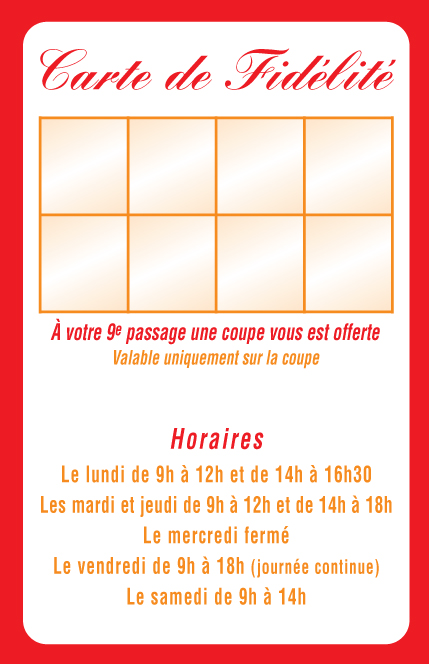 Carte de Fidélité
À votre 9e passage une coupe vous est offerte
Valable uniquement sur la coupe
Horaires
Le lundi de 9h à 12h et de 14h à 16h30
Les mardi et jeudi de 9h à 12h et de 14h à 18h
Le mercredi fermé
Le vendredi de 9h à 18h (journée continue)
Le samedi de 9h à 14h